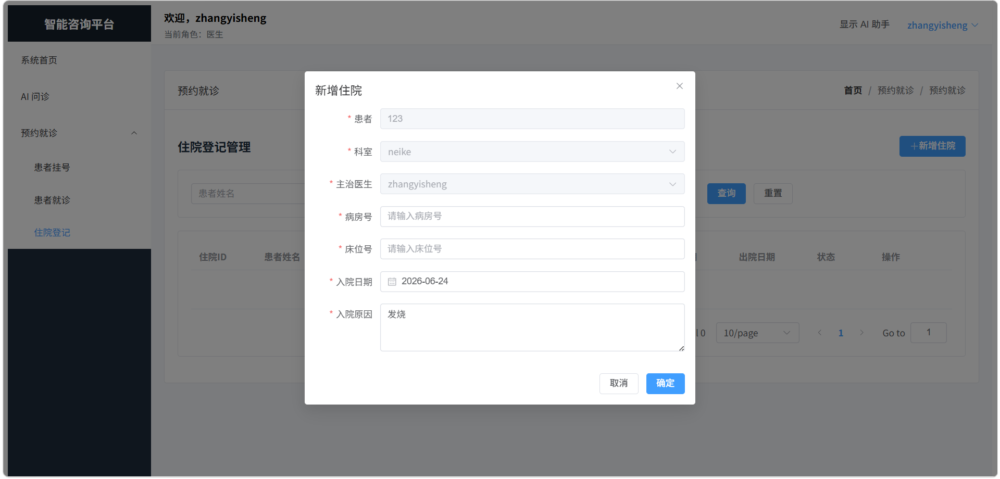 智能咨询平台
欢迎，zhangyisheng
当前角色：医生
显示 AI 助手
zhangyisheng
系统首页
AI 问诊
预约就诊
患者挂号
患者就诊
住院登记
预约就诊
首页 / 预约就诊 / 预约就诊
住院登记管理
+新增住院
患者姓名
查询
重置
住院ID
患者姓名
出院日期
状态
操作
l 0
10/page
1
Go to
1
新增住院
* 患者
123
* 科室
neike
* 主治医生
zhangyisheng
* 病房号
请输入病房号
* 床位号
请输入床位号
* 入院日期
2026-06-24
* 入院原因
发烧
取消
确定